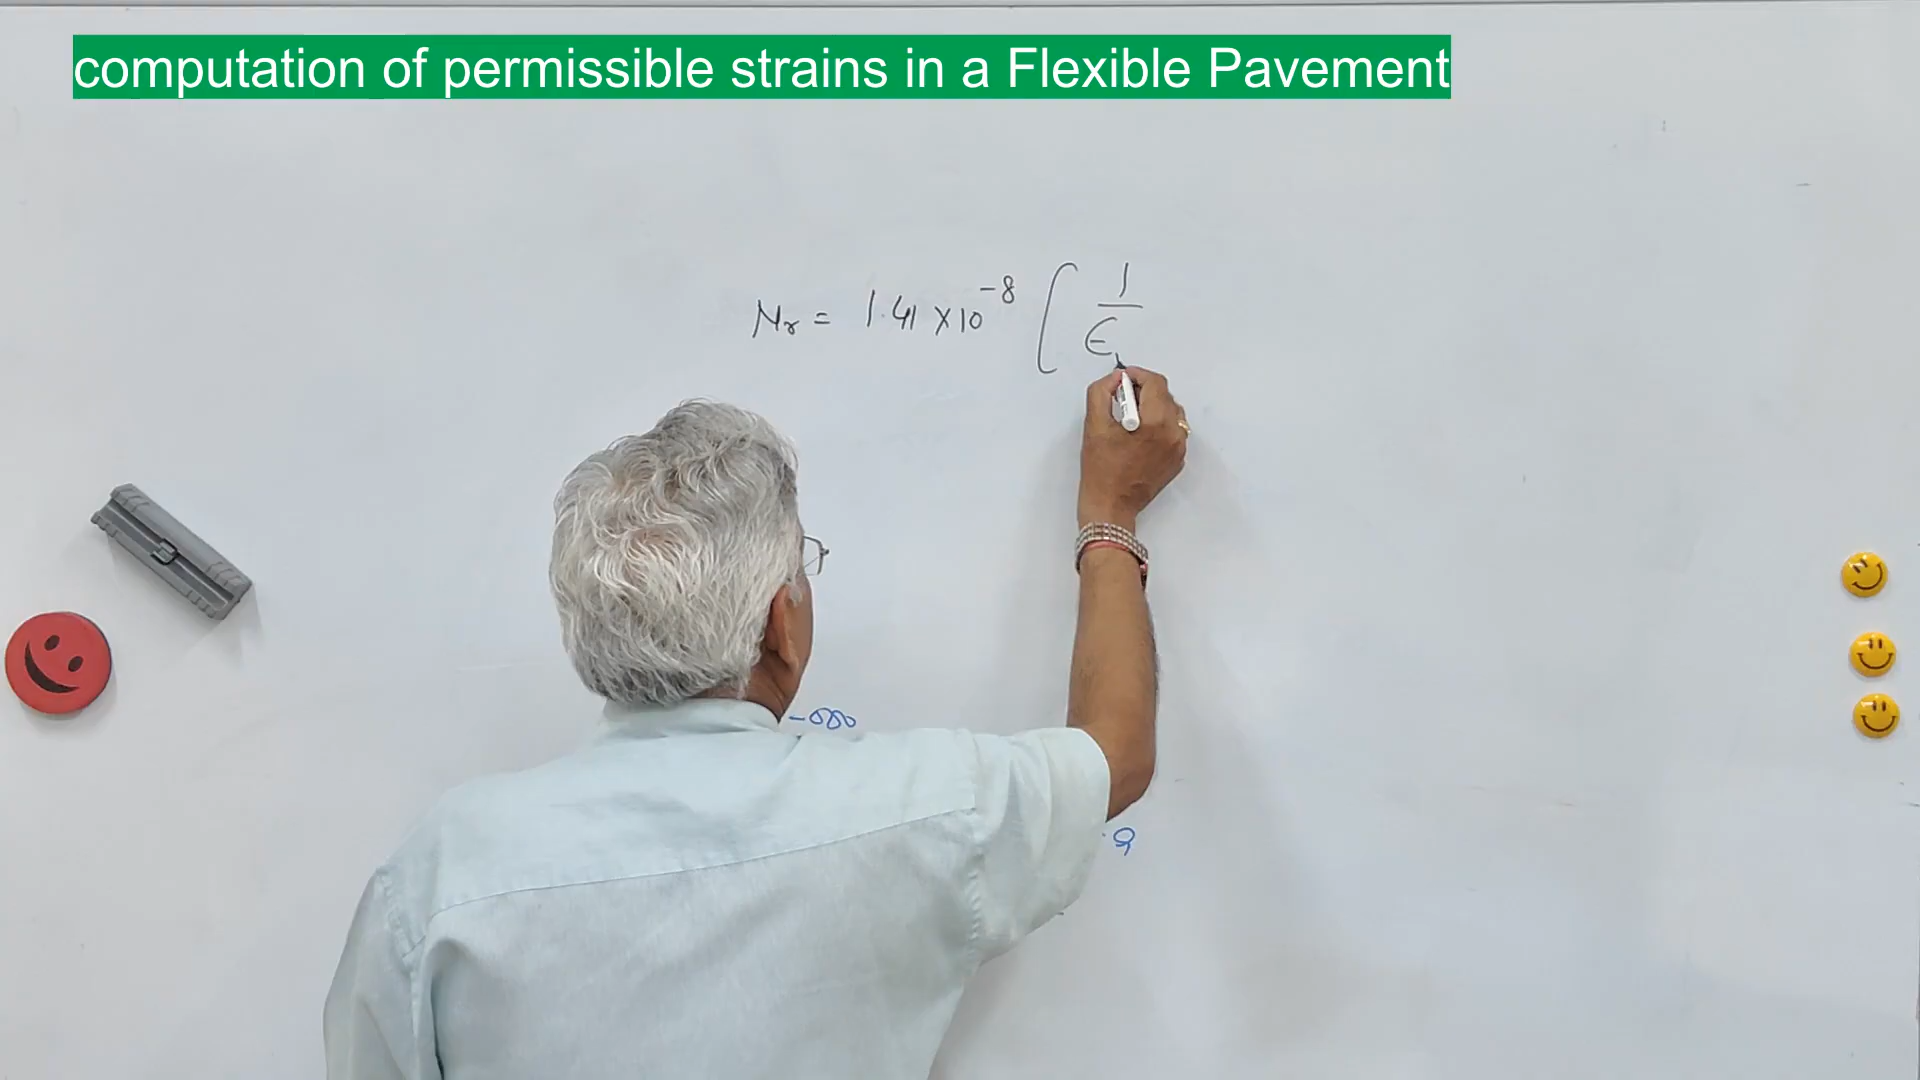 computation of permissible strains in a Flexible Pavement
Nr = 1.41 x 10^-8 [ 1/ϵ